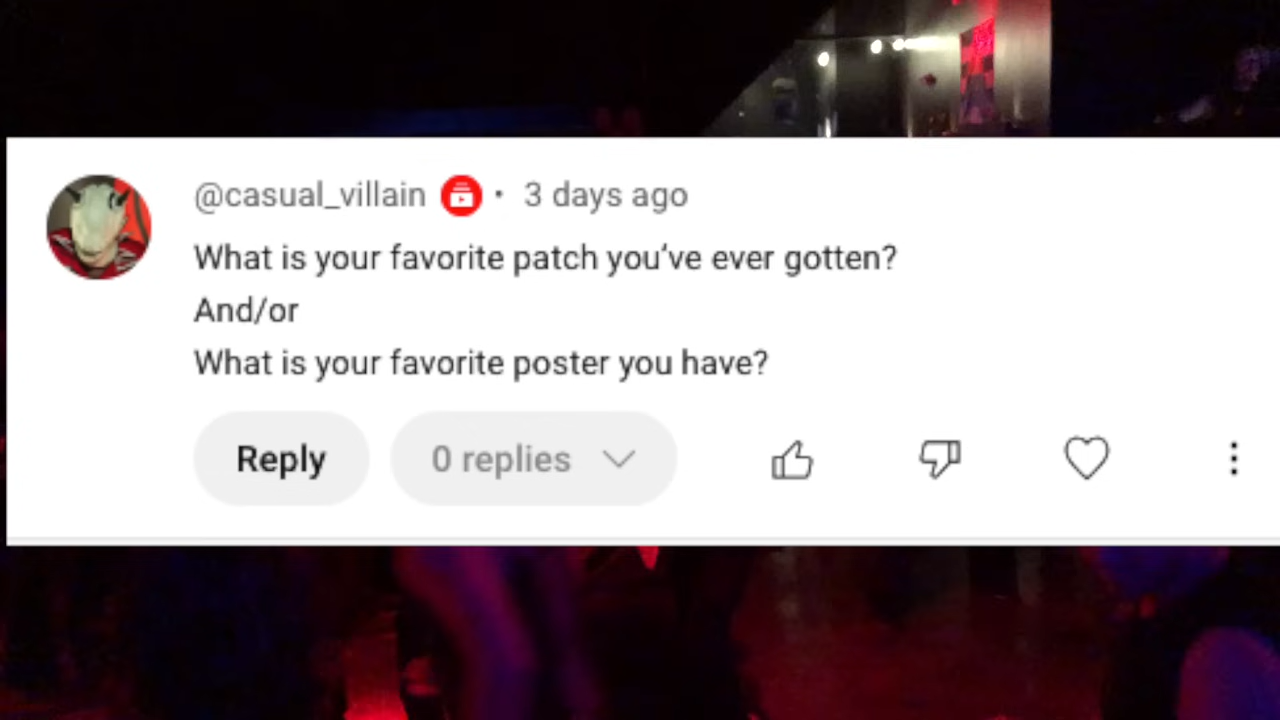 @casual_villain • 3 days ago
What is your favorite patch you've ever gotten?
And/or
What is your favorite poster you have?
Reply 0 replies